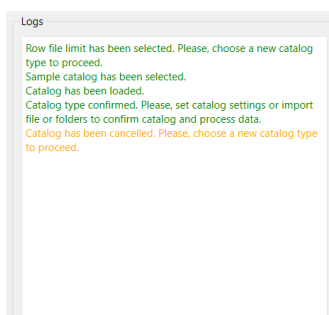 Logs
Row file limit has been selected. Please, choose a new catalog
type to proceed.
Sample catalog has been selected.
Catalog has been loaded.
Catalog type confirmed. Please, set catalog settings or import
file or folders to confirm catalog and process data.
Catalog has been cancelled. Please, choose a new catalog type
to proceed.